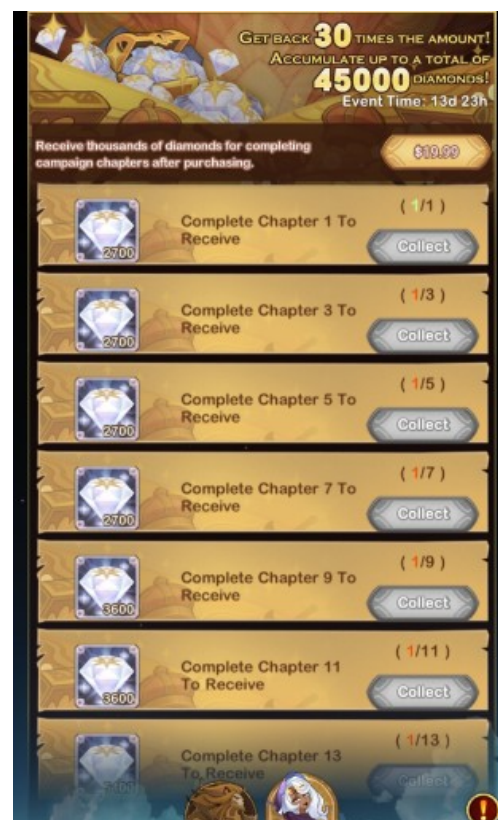 GET BACK 30 TIMES THE AMOUNT!
ACCUMULATE UP TO A TOTAL OF
45000 DIAMONDS!
Event Time: 13d 23h
Receive thousands of diamonds for completing
campaign chapters after purchasing.
$19.99
( 1/1 )
Complete Chapter 1 To
Receive
2700
Collect
( 1/3 )
Complete Chapter 3 To
Receive
2700
Collect
( 1/5 )
Complete Chapter 5 To
Receive
2700
Collect
( 1/7 )
Complete Chapter 7 To
Receive
2700
Collect
( 1/9 )
Complete Chapter 9 To
Receive
3600
Collect
( 1/11 )
Complete Chapter 11
To Receive
3600
Collect
( 1/13 )
Complete Chapter 13
To Receive
Collect